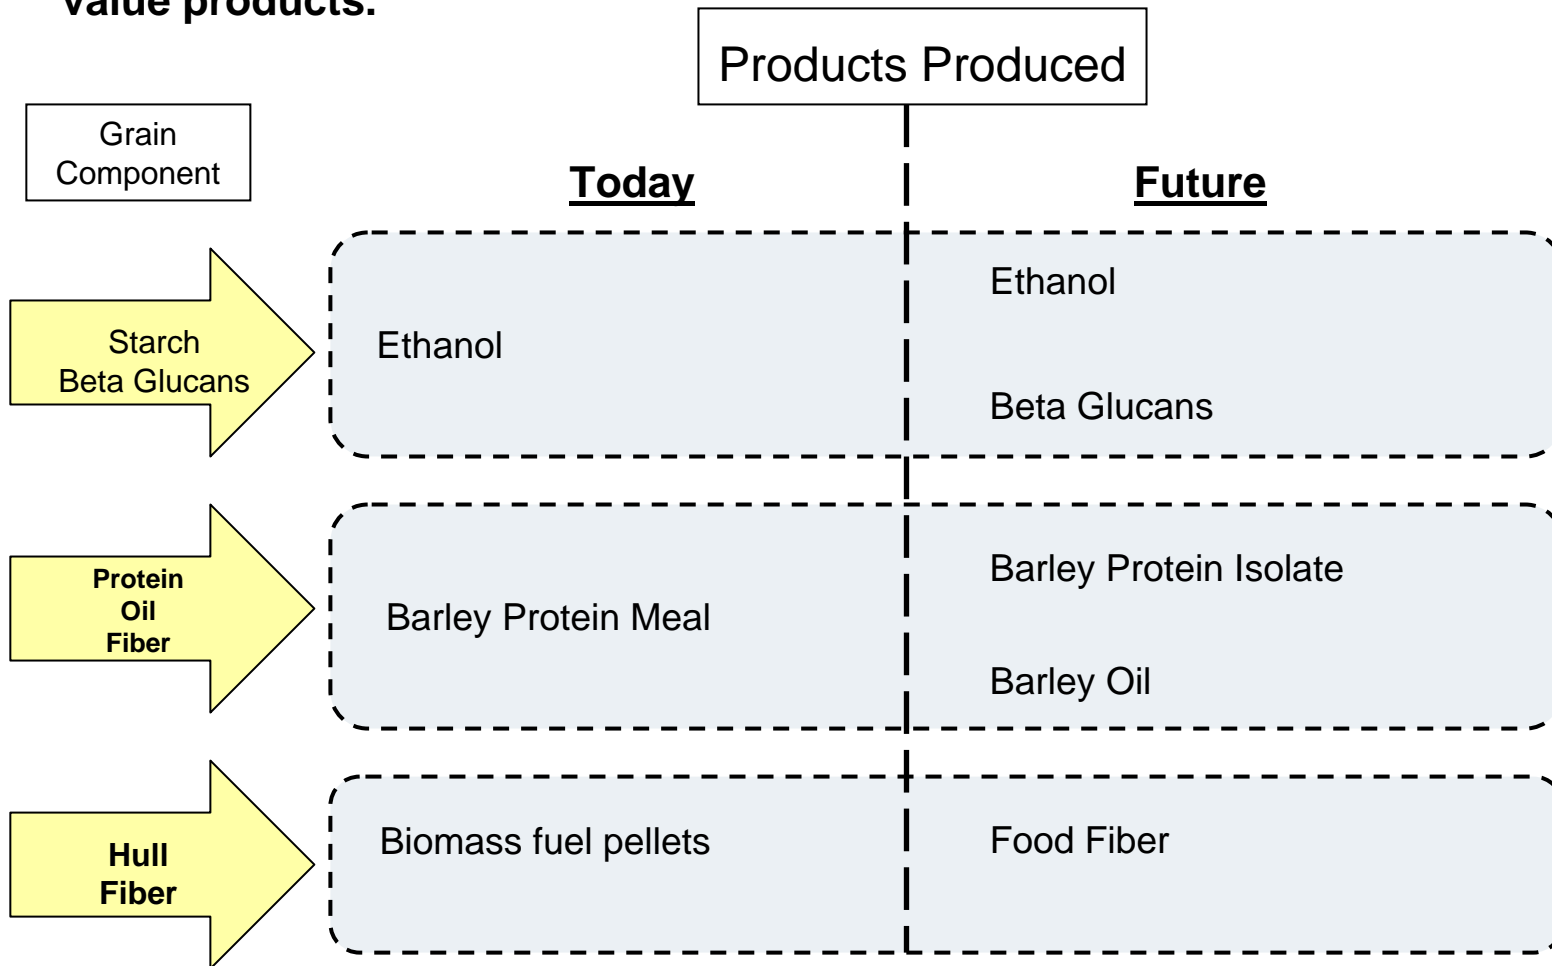 value products.
Products Produced
Grain
Component
Today
Future
Starch
Beta Glucans
Ethanol
Ethanol
Beta Glucans
Protein
Oil
Fiber
Barley Protein Meal
Barley Protein Isolate
Barley Oil
Hull
Fiber
Biomass fuel pellets
Food Fiber